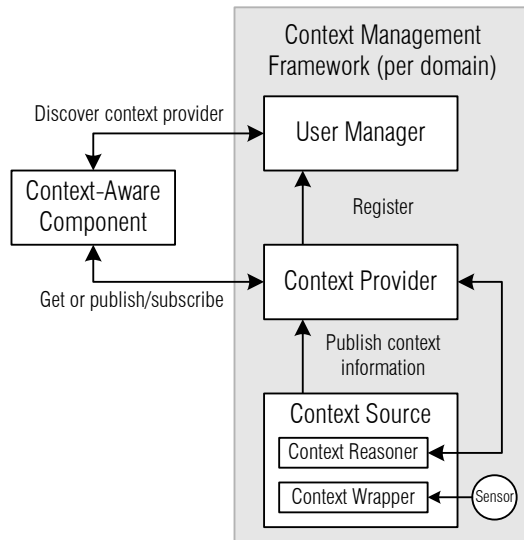 Context Management
Framework (per domain)
Discover context provider
User Manager
Context-Aware
Component
Register
Get or publish/subscribe
Context Provider
Publish context
information
Context Source
Context Reasoner
Context Wrapper
Sensor